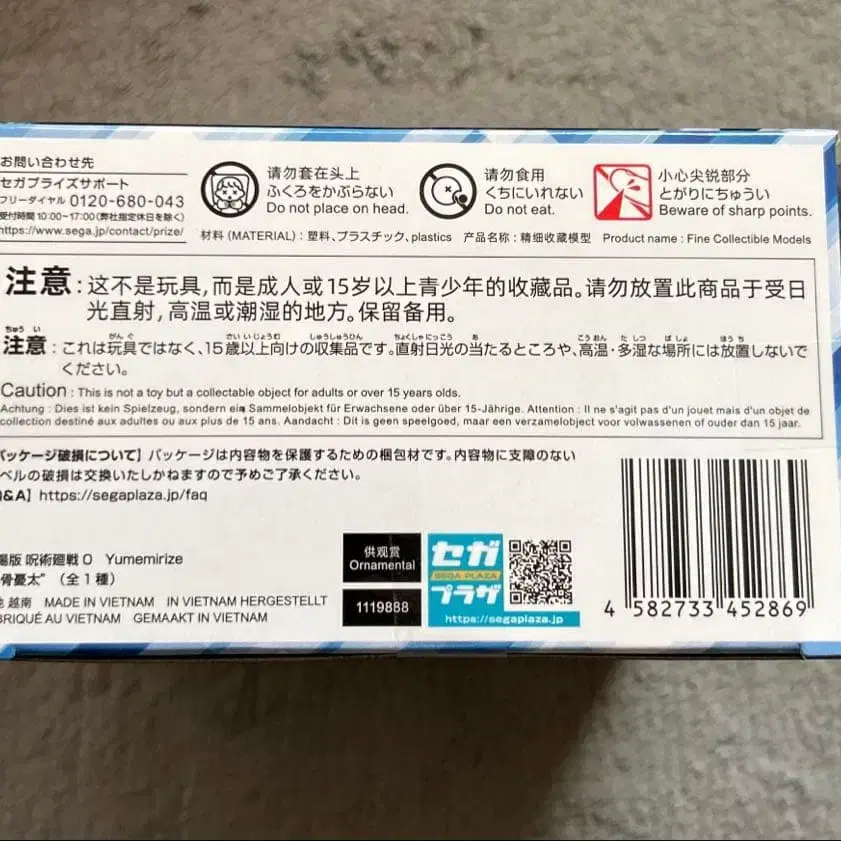 お問い合わせ先
セガプライズサポート
フリーダイヤル 0120-680-043
受付時間 10:00~17:00(弊社指定休日を除く)
https://www.sega.jp/contact/prize/
请勿套在头上
ふくろをかぶらない
Do not place on head.
请勿食用
くちにいれない
Do not eat.
小心尖锐部分
とがりにちゅうい
Beware of sharp points.
材料 (MATERIAL) : 塑料、プラスチック、plastics 产品名称 : 精细收藏模型 Product name : Fine Collectible Models
注意 : 这不是玩具,而是成人或15岁以上青少年的收藏品。请勿放置此商品于受日
光直射,高温或潮湿的地方。保留备用。
注意 : これは玩具ではなく、15歳以上向けの収集品です。直射日光の当たるところや、高温・多湿な場所には放置しないで
ください。
Caution : This is not a toy but a collectable object for adults or over 15 years olds.
Achtung : Dies ist kein Spielzeug, sondern ein Sammelobjekt für Erwachsene oder über 15-Jährige. Attention : Il ne s'agit pas d'un jouet mais d'un objet de
collection destiné aux adultes ou aux plus de 15 ans. Aandacht : Dit is geen speelgoed, maar een verzamelobject voor volwassenen of ouder dan 15 jaar.
パッケージ破損について】パッケージは内容物を保護するための梱包材です。内容物に支障のない
ベルの破損は交換いたしかねますので予めご了承ください。
Q&A】https://segaplaza.jp/faq
場版 呪術廻戦 0 Yumemirize
骨憂太" (全1種)
越南 MADE IN VIETNAM IN VIETNAM HERGESTELLT
BRIQUÉ AU VIETNAM GEMAAKT IN VIETNAM
供观赏
Ornamental
1119888
セガ
SEGA PLAZA
プラザ
https://segaplaza.jp
4 582733 452869